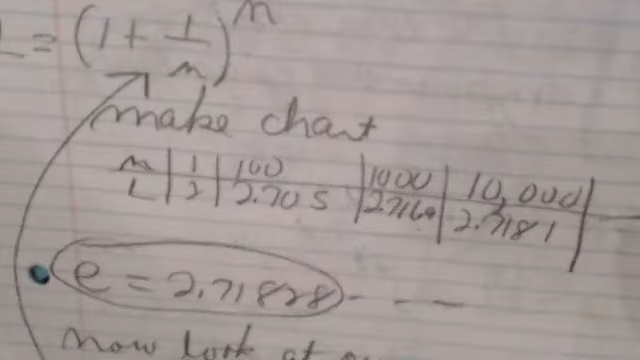 L = (1 + 1/n)^n
make chart
n | 1 | 100 | 1000 | 10,000 |
L | 2 | 2.705 | 2.7169 | 2.7181 |
e = 2.71828 - - -
now look at